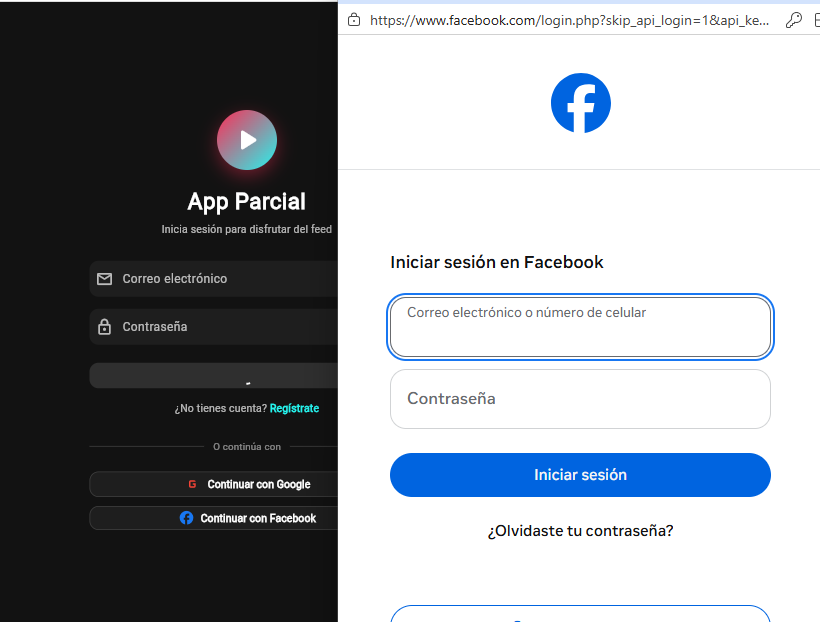 App Parcial
Inicia sesión para disfrutar del feed
Correo electrónico
Contraseña
¿No tienes cuenta? Regístrate
O continúa con
G Continuar con Google
Continuar con Facebook
https://www.facebook.com/login.php?skip_api_login=1&api_ke...
Iniciar sesión en Facebook
Correo electrónico o número de celular
Contraseña
Iniciar sesión
¿Olvidaste tu contraseña?